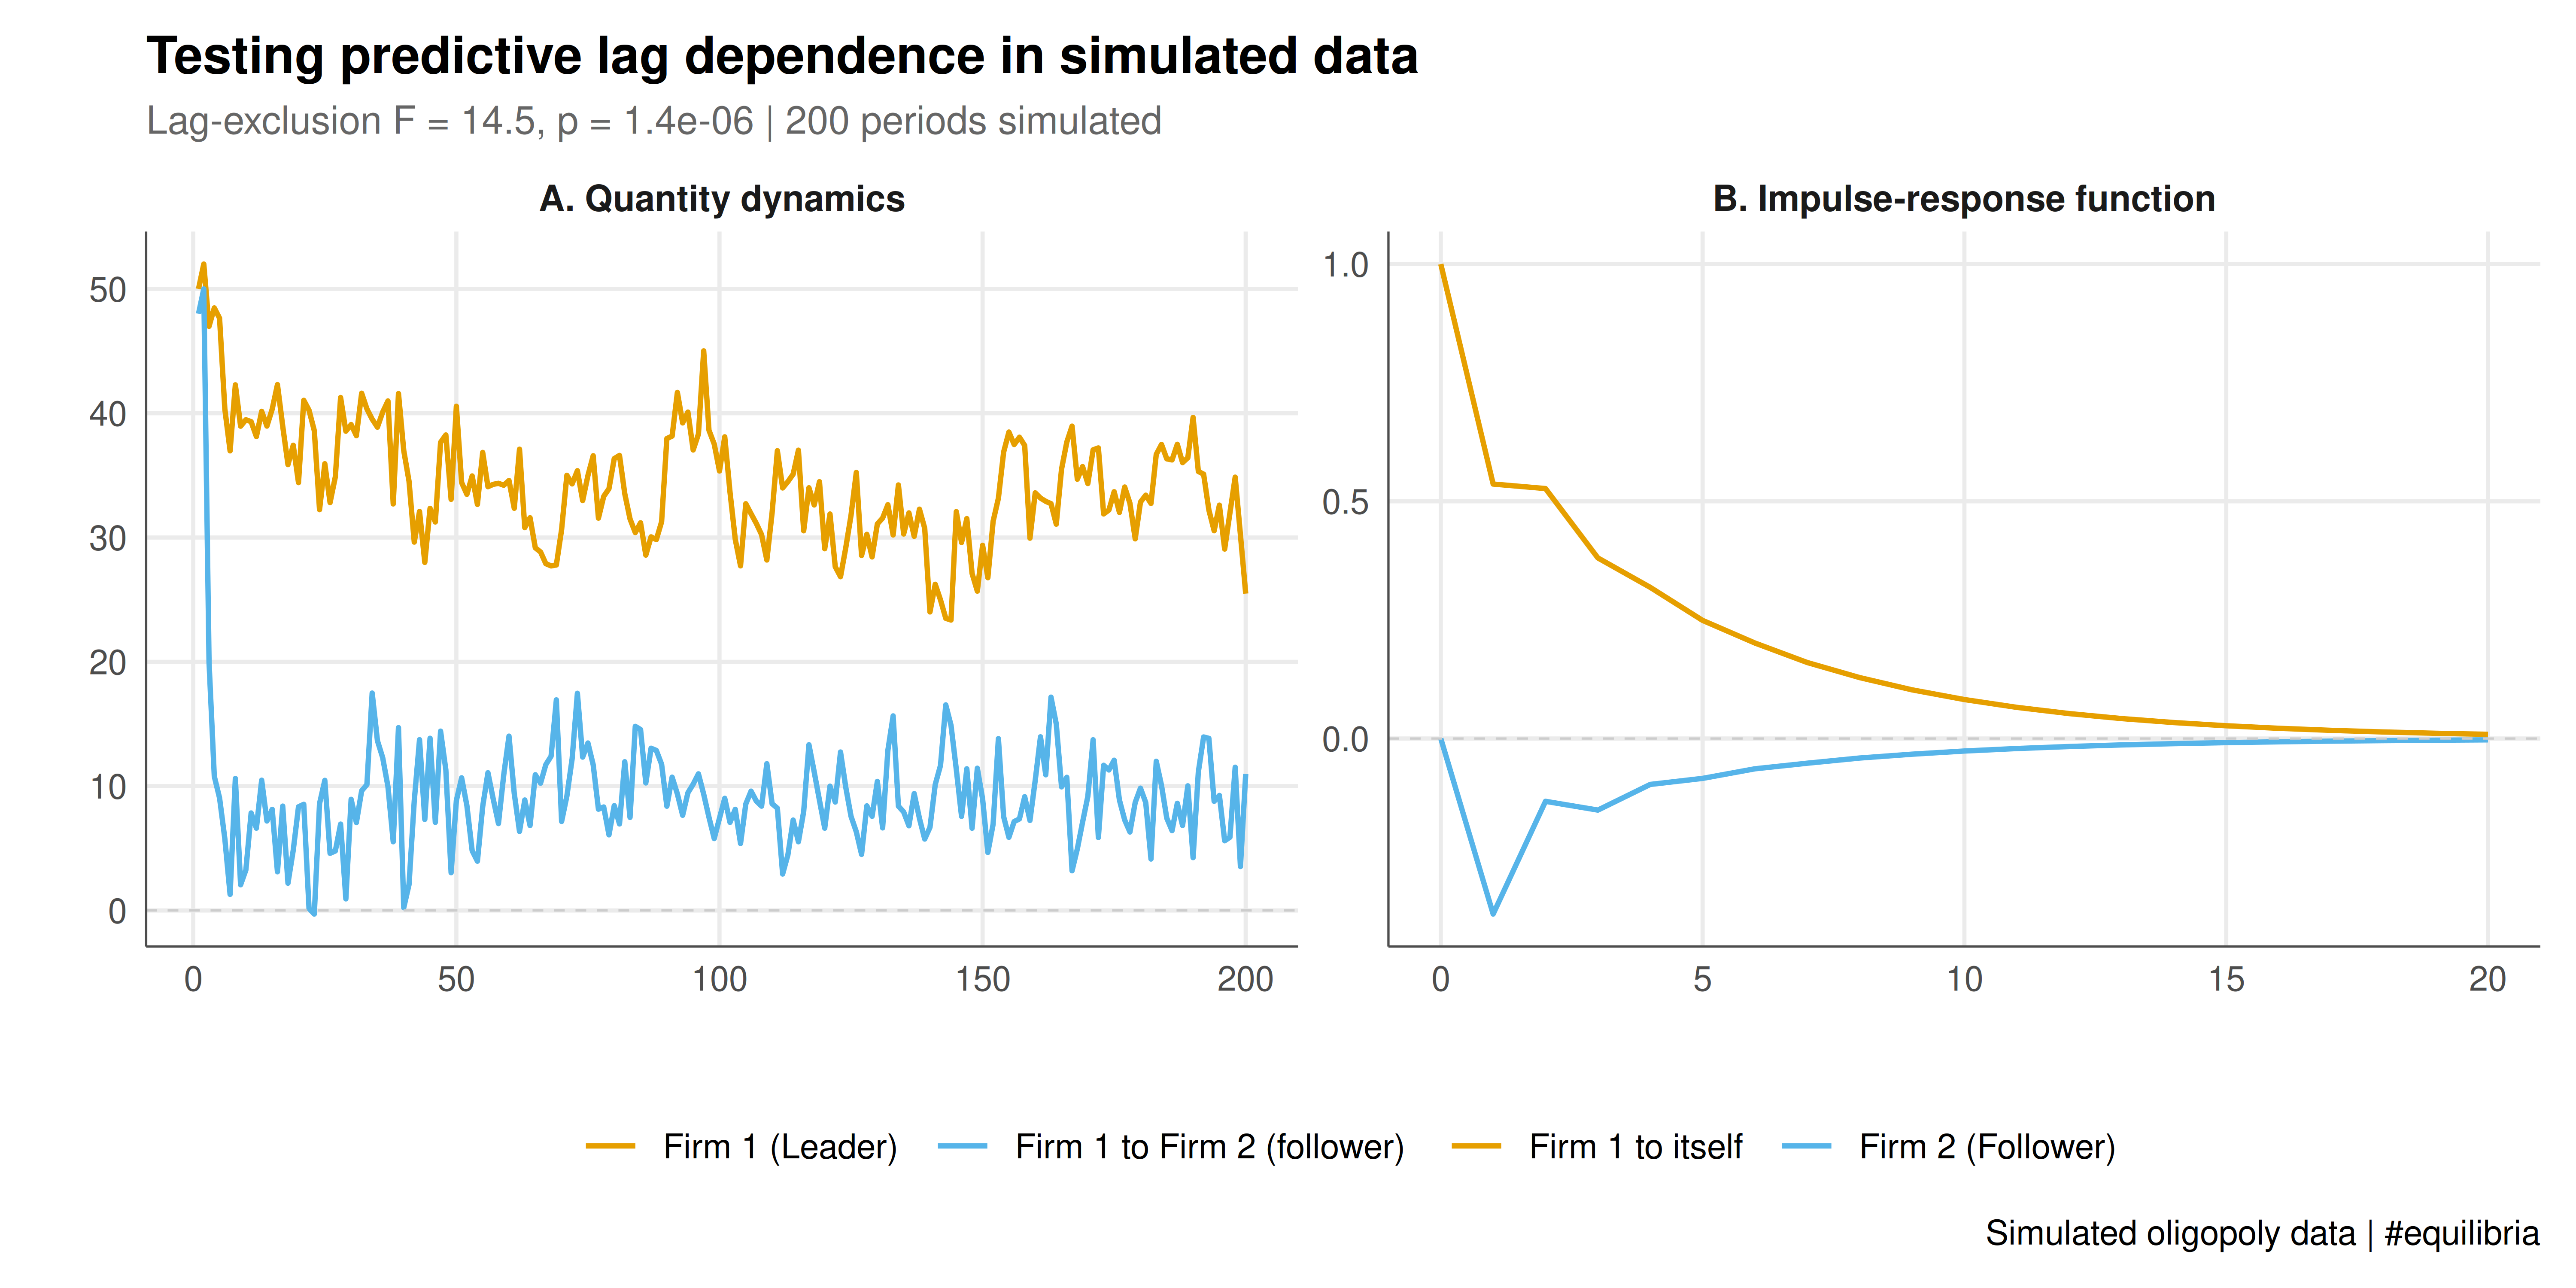 Testing predictive lag dependence in simulated data
Lag-exclusion F = 14.5, p = 1.4e-06 | 200 periods simulated
A. Quantity dynamics
50
40
30
20
10
0
0 50 100 150 200
B. Impulse-response function
1.0
0.5
0.0
0 5 10 15 20
Firm 1 (Leader) Firm 1 to Firm 2 (follower) Firm 1 to itself Firm 2 (Follower)
Simulated oligopoly data | #equilibria